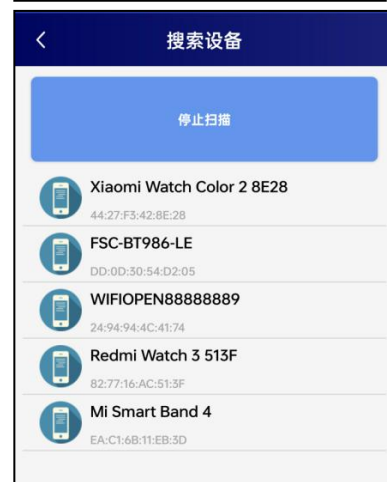 搜索设备
停止扫描
Xiaomi Watch Color 2 8E28
44:27:F3:42:8E:28
FSC-BT986-LE
DD:0D:30:54:D2:05
WIFIOPEN88888889
24:94:94:4C:41:74
Redmi Watch 3 513F
82:77:16:AC:51:3F
Mi Smart Band 4
EA:C1:6B:11:EB:3D